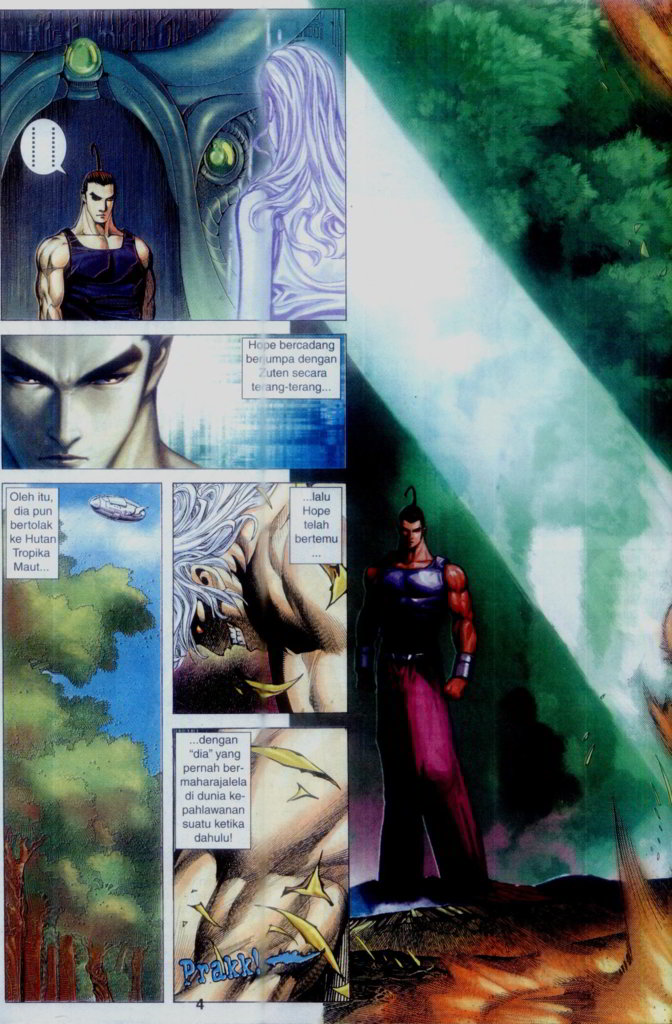 Hope bercadang
berjumpa dengan
Zuten secara
terang-terang...
Oleh itu,
dia pun
bertolak
ke Hutan
Tropika
Maut...
...lalu
Hope
telah
bertemu
...
...dengan
"dia" yang
pernah ber-
maharajalela
di dunia ke-
pahlawanan
suatu ketika
dahulu!
Prakk!
4